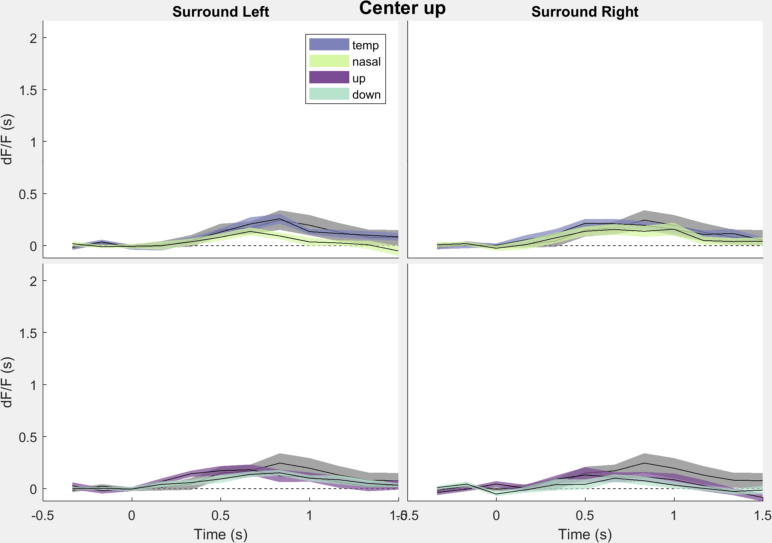 Center up
Surround Left
Surround Right
2
1.5
1
0.5
0
dF/F (s)
temp
nasal
up
down
2
1.5
1
0.5
0
dF/F (s)
-0.5 0 0.5 1
0 0.5 1 1.5
Time (s)
Time (s)